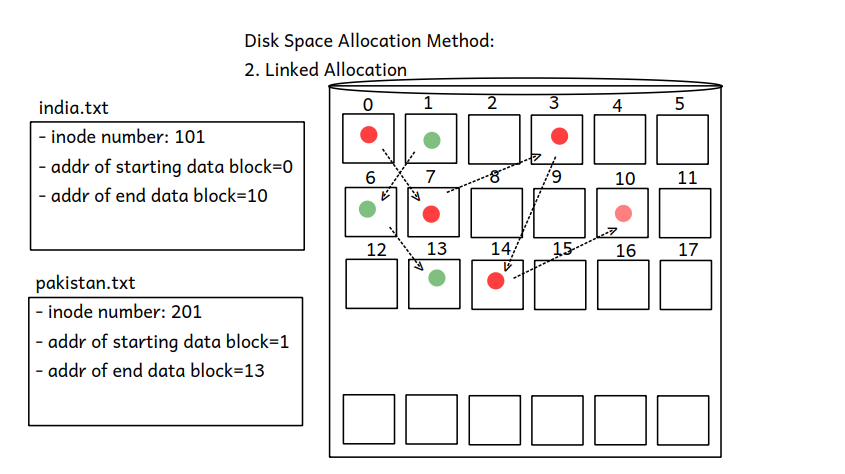 Disk Space Allocation Method:
2. Linked Allocation
india.txt
- inode number: 101
- addr of starting data block=0
- addr of end data block=10
pakistan.txt
- inode number: 201
- addr of starting data block=1
- addr of end data block=13
0 1 2 3 4 5
6 7 8 9 10 11
12 13 14 15 16 17